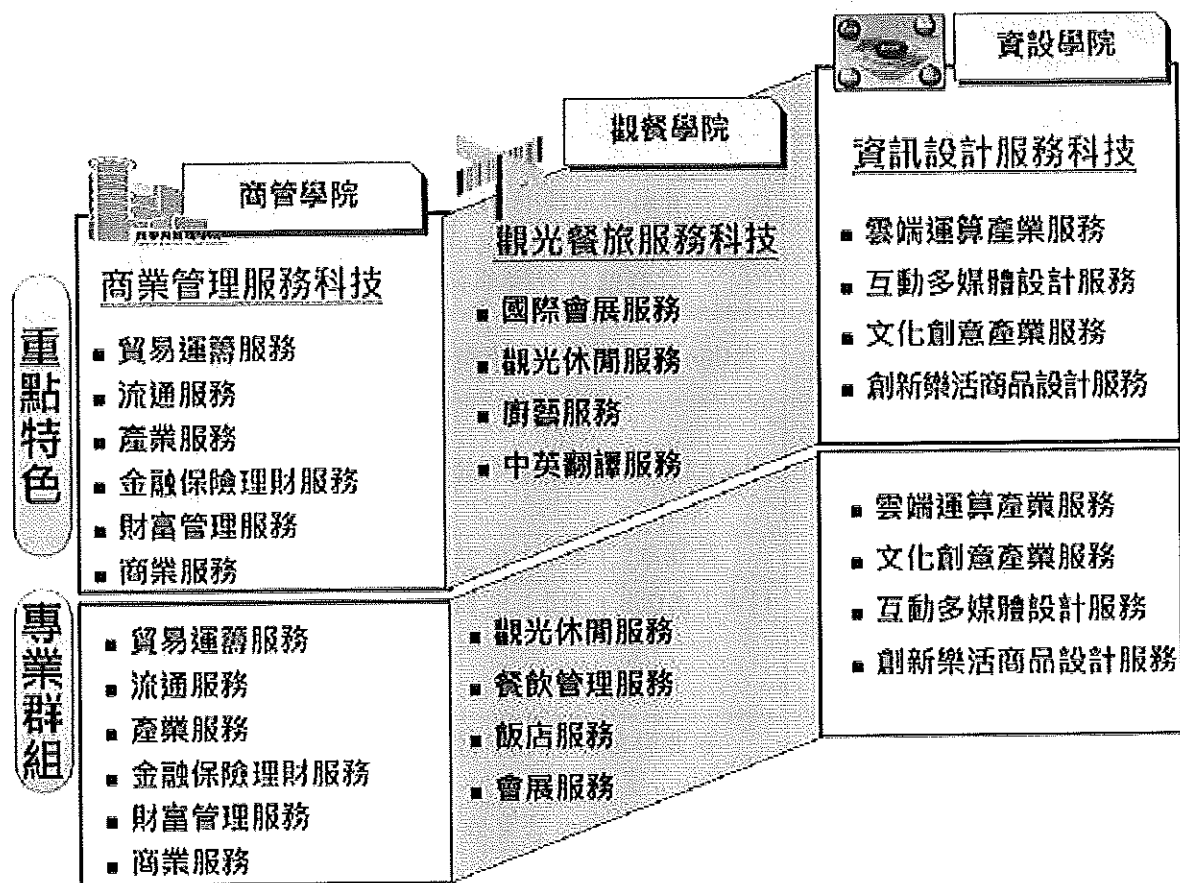 商管學院
商業管理服務科技
重點特色
貿易運籌服務
流通服務
產業服務
金融保險理財服務
財富管理服務
商業服務
專業群組
貿易運籌服務
流通服務
產業服務
金融保險理財服務
財富管理服務
商業服務
觀餐學院
觀光餐旅服務科技
國際會展服務
觀光休閒服務
廚藝服務
中英翻譯服務
觀光休閒服務
餐飲管理服務
飯店服務
會展服務
資設學院
資訊設計服務科技
雲端運算產業服務
互動多媒體設計服務
文化創意產業服務
創新樂活商品設計服務
雲端運算產業服務
文化創意產業服務
互動多媒體設計服務
創新樂活商品設計服務